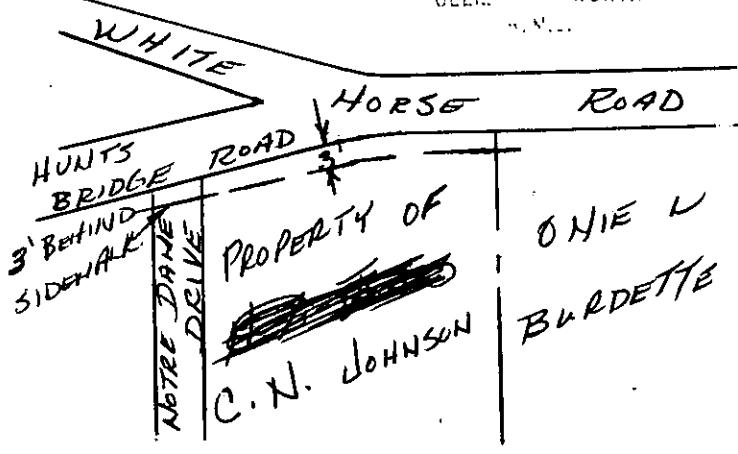 WHITE
HORSE ROAD
HUNTS
BRIDGE ROAD
3'
3' BEHIND
SIDEWALK
NOTRE DAME
DRIVE
PROPERTY OF
C. N. JOHNSON
ONIE L
BURDETTE